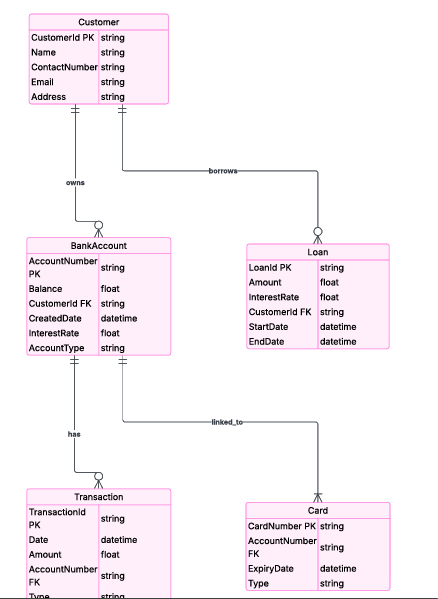 Customer
CustomerId PK string
Name string
ContactNumber string
Email string
Address string
owns
borrows
BankAccount
AccountNumber
PK
string
Balance float
CustomerId FK string
CreatedDate datetime
InterestRate float
AccountType string
Loan
LoanId PK string
Amount float
InterestRate float
CustomerId FK string
StartDate datetime
EndDate datetime
has
linked_to
Transaction
TransactionId
PK
string
Date datetime
Amount float
AccountNumber
FK
string
Type string
Card
CardNumber PK string
AccountNumber
FK
string
ExpiryDate datetime
Type string